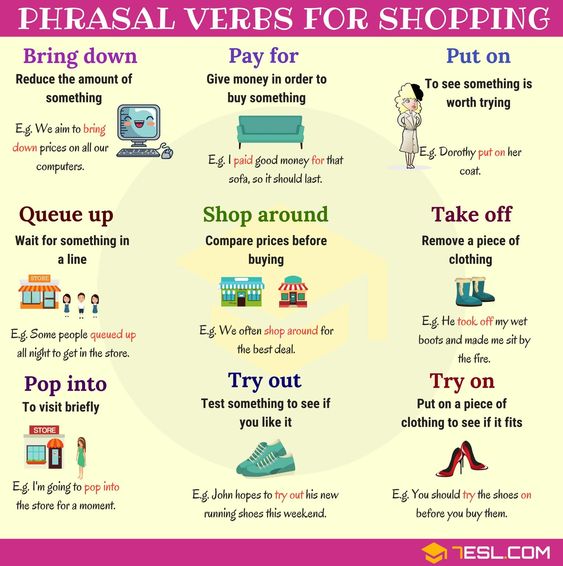 PHRASAL VERBS FOR SHOPPING
Bring down
Reduce the amount of
something
E.g. We aim to bring
down prices on all our
computers.
Pay for
Give money in order to
buy something
E.g. I paid good money for that
sofa, so it should last.
Put on
To see something is
worth trying
E.g. Dorothy put on her
coat.
Queue up
Wait for something in
a line
STORE
E.g. Some people queued up
all night to get in the store.
Shop around
Compare prices before
buying
E.g. We often shop around for
the best deal.
Take off
Remove a piece of
clothing
E.g. He took off my wet
boots and made me sit by
the fire.
Pop into
To visit briefly
STORE
E.g. I'm going to pop into
the store for a moment.
Try out
Test something to see if
you like it
E.g. John hopes to try out his new
running shoes this weekend.
Try on
Put on a piece of
clothing to see if it fits
E.g. You should try the shoes on
before you buy them.
7ESL.COM